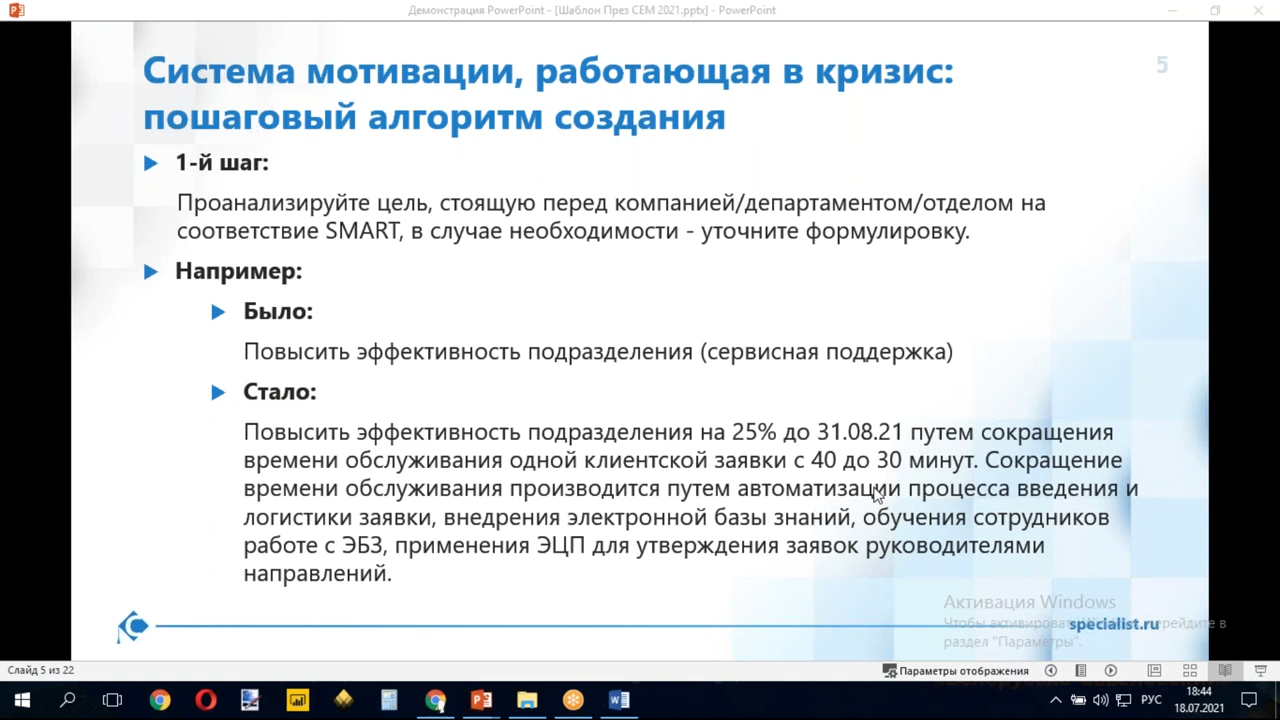 Демонстрация PowerPoint - [Шаблон През СЕМ 2021.pptx] - PowerPoint
Система мотивации, работающая в кризис:
пошаговый алгоритм создания
5
1-й шаг:
Проанализируйте цель, стоящую перед компанией/департаментом/отделом на
соответствие SMART, в случае необходимости - уточните формулировку.
Например:
Было:
Повысить эффективность подразделения (сервисная поддержка)
Стало:
Повысить эффективность подразделения на 25% до 31.08.21 путем сокращения
времени обслуживания одной клиентской заявки с 40 до 30 минут. Сокращение
времени обслуживания производится путем автоматизации процесса введения и
логистики заявки, внедрения электронной базы знаний, обучения сотрудников
работе с ЭБЗ, применения ЭЦП для утверждения заявок руководителями
направлений.
Активация Windows
Чтобы активировать Windows, перейдите в
раздел "Параметры".
specialist.ru
Слайд 5 из 22
Параметры отображения
РУС
18:44
18.07.2021